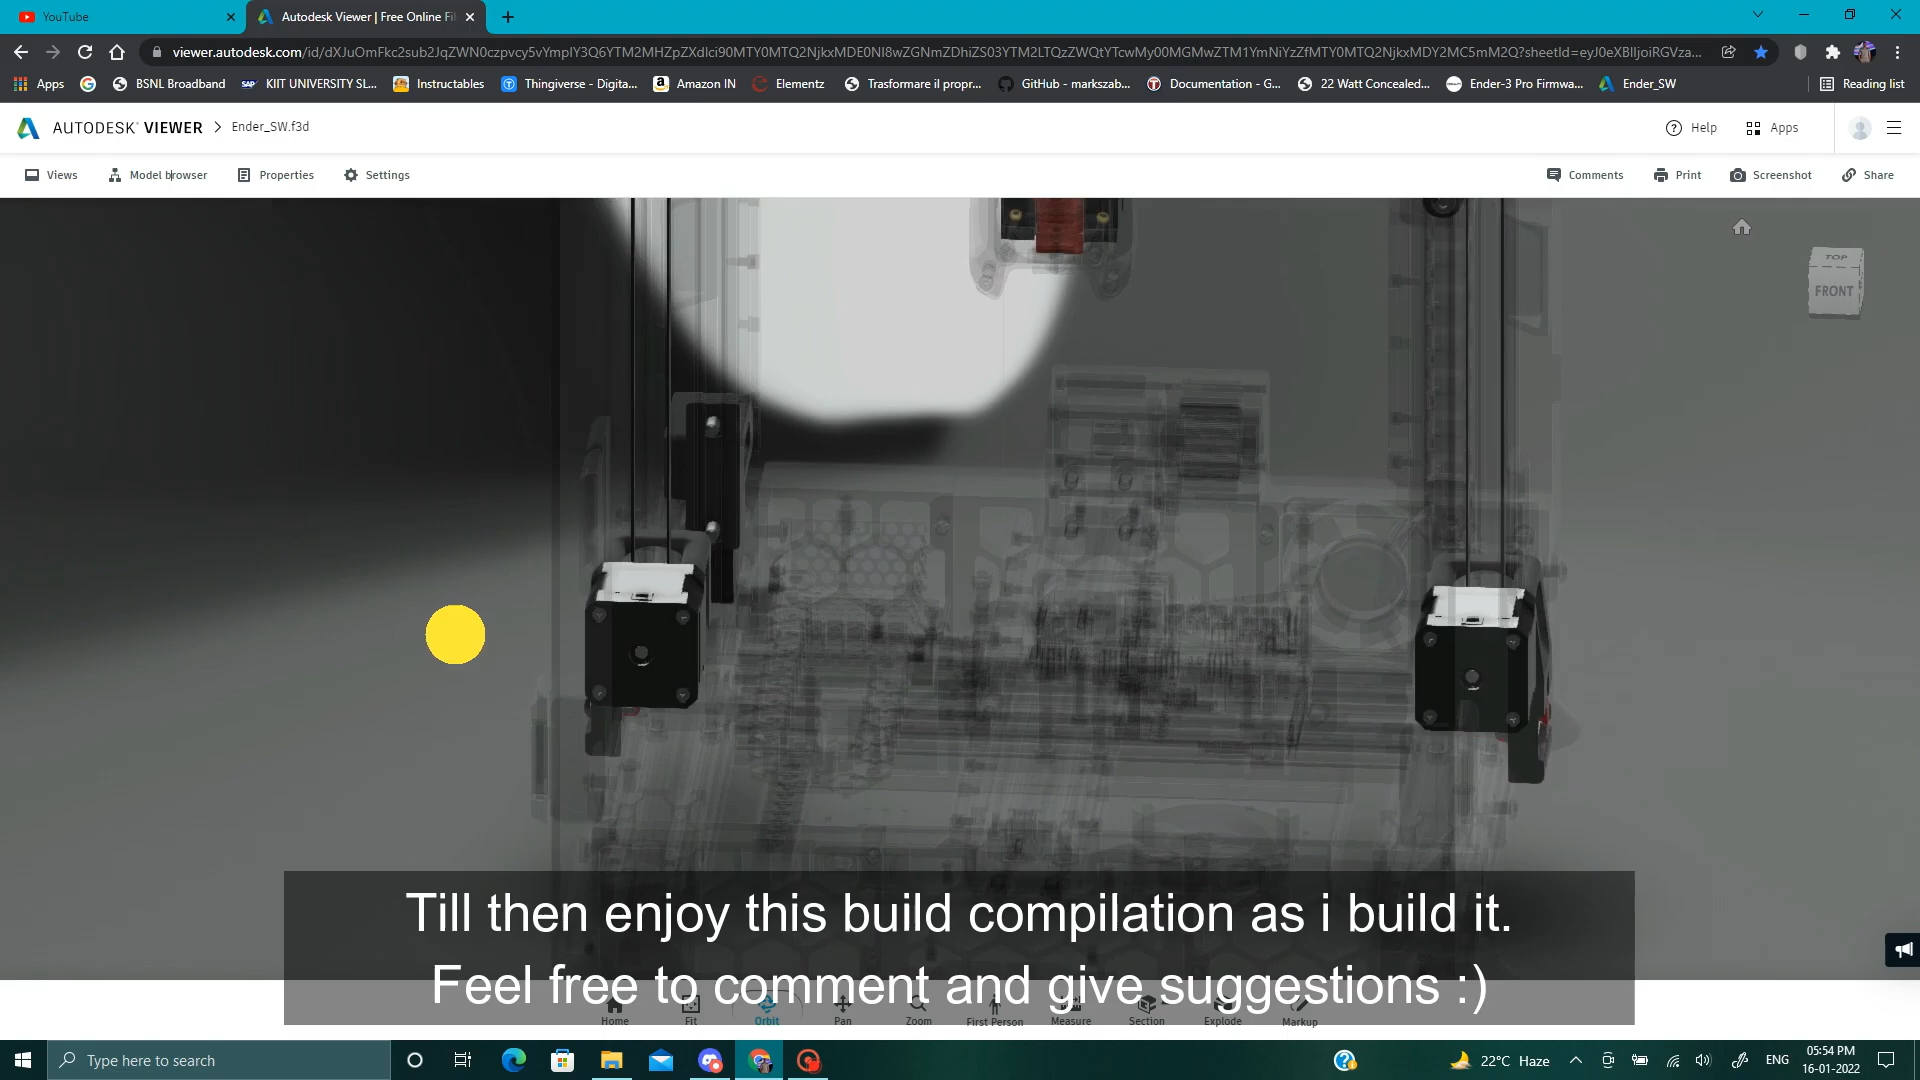 YouTube
Autodesk Viewer | Free Online Fil
viewer.autodesk.com
Apps
BSNL Broadband
KIIT UNIVERSITY SL...
Instructables
Thingiverse - Digita...
Amazon IN
Elementz
Trasformare il propr...
GitHub - markszab...
Documentation - G...
22 Watt Concealed...
Ender-3 Pro Firmwa...
Ender_SW
Reading list
AUTODESK VIEWER > Ender_SW.f3d
Help
Apps
Views
Model browser
Properties
Settings
Comments
Print
Screenshot
Share
TOP
FRONT
Till then enjoy this build compilation as i build it.
Feel free to comment and give suggestions :)
Home
Fit
Orbit
Pan
Zoom
First Person
Measure
Section
Explode
Markup
Type here to search
22°C Haze
ENG
05:54 PM
16-01-2022